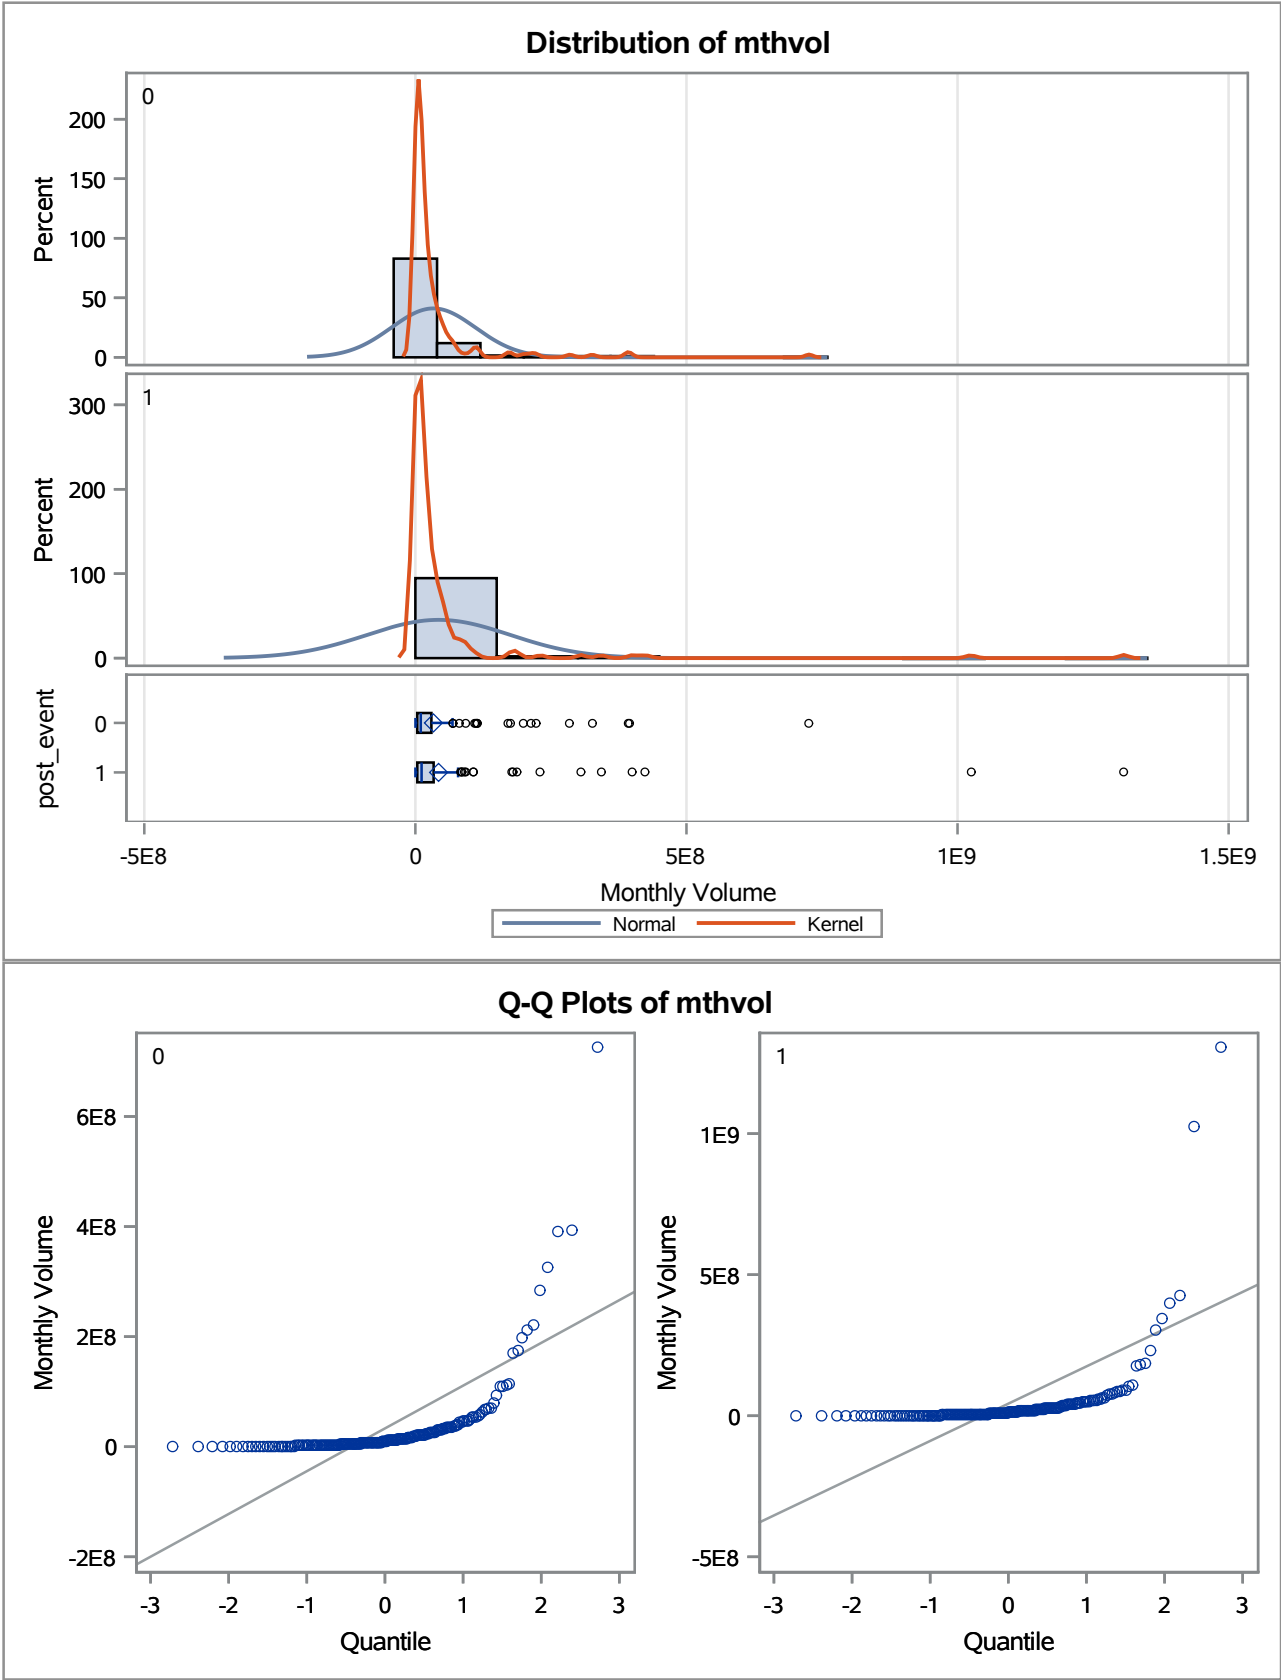 Distribution of mthvol
0
200
150
100
50
0
Percent
1
300
200
100
0
Percent
0
1
post_event
-5E8 0 5E8 1E9 1.5E9
Monthly Volume
Normal Kernel
Q-Q Plots of mthvol
0
6E8
4E8
2E8
0
-2E8
Monthly Volume
-3 -2 -1 0 1 2 3
Quantile
1
1E9
5E8
0
-5E8
Monthly Volume
-3 -2 -1 0 1 2 3
Quantile